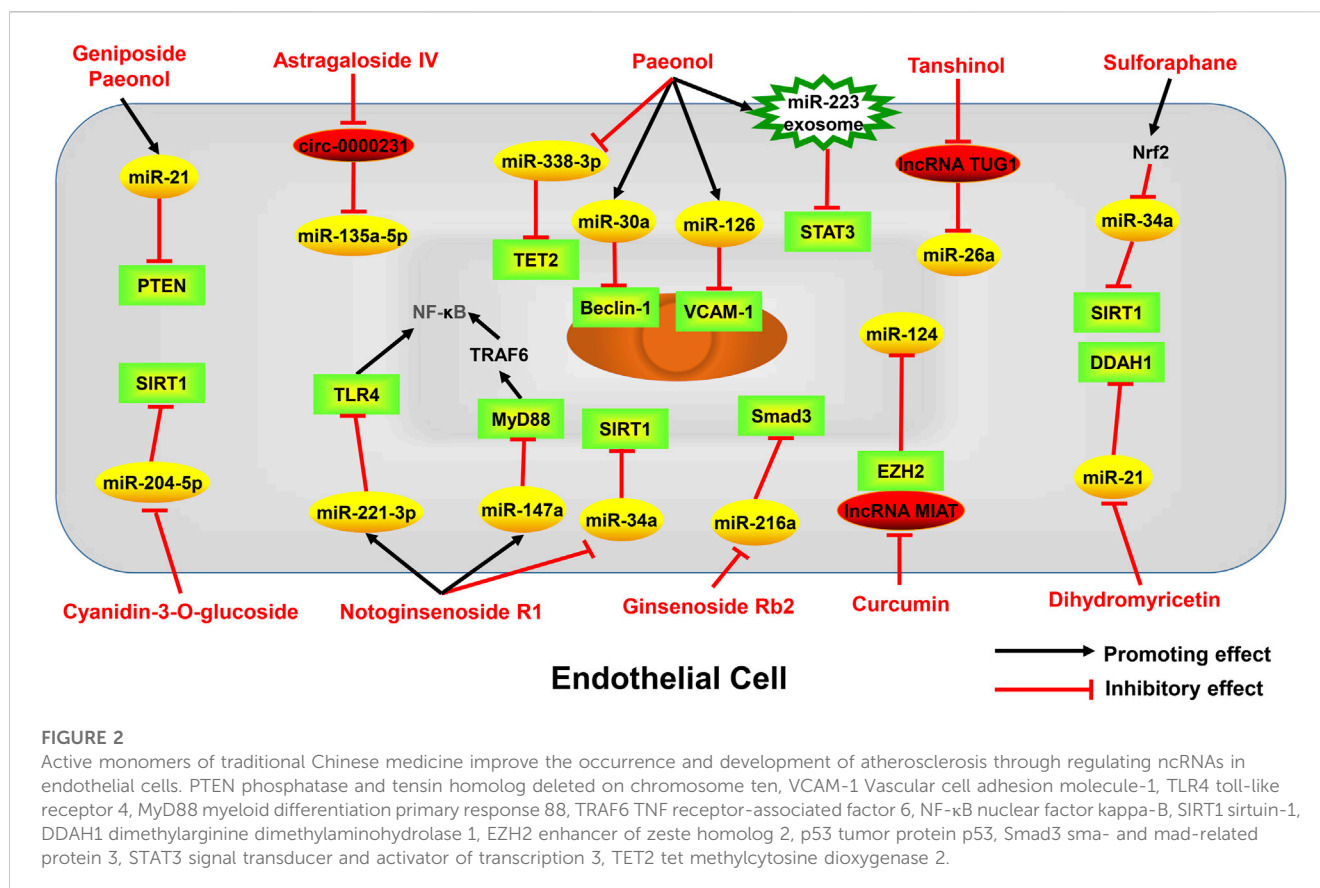 Geniposide
Paeonol
Astragaloside IV
Paeonol
Tanshinol
Sulforaphane
miR-223
exosome
circ-0000231
miR-338-3p
lncRNA TUG1
Nrf2
miR-21
miR-135a-5p
miR-30a
miR-126
STAT3
miR-26a
miR-34a
PTEN
TET2
Beclin-1
VCAM-1
SIRT1
NF-κB
TRAF6
miR-124
DDAH1
SIRT1
TLR4
MyD88
SIRT1
Smad3
EZH2
miR-204-5p
miR-221-3p
miR-147a
miR-34a
miR-216a
lncRNA MIAT
miR-21
Cyanidin-3-O-glucoside
Notoginsenoside R1
Ginsenoside Rb2
Curcumin
Dihydromyricetin
Endothelial Cell
Promoting effect
Inhibitory effect
FIGURE 2
Active monomers of traditional Chinese medicine improve the occurrence and development of atherosclerosis through regulating ncRNAs in
endothelial cells. PTEN phosphatase and tensin homolog deleted on chromosome ten, VCAM-1 Vascular cell adhesion molecule-1, TLR4 toll-like
receptor 4, MyD88 myeloid differentiation primary response 88, TRAF6 TNF receptor-associated factor 6, NF-κB nuclear factor kappa-B, SIRT1 sirtuin-1,
DDAH1 dimethylarginine dimethylaminohydrolase 1, EZH2 enhancer of zeste homolog 2, p53 tumor protein p53, Smad3 sma- and mad-related
protein 3, STAT3 signal transducer and activator of transcription 3, TET2 tet methylcytosine dioxygenase 2.